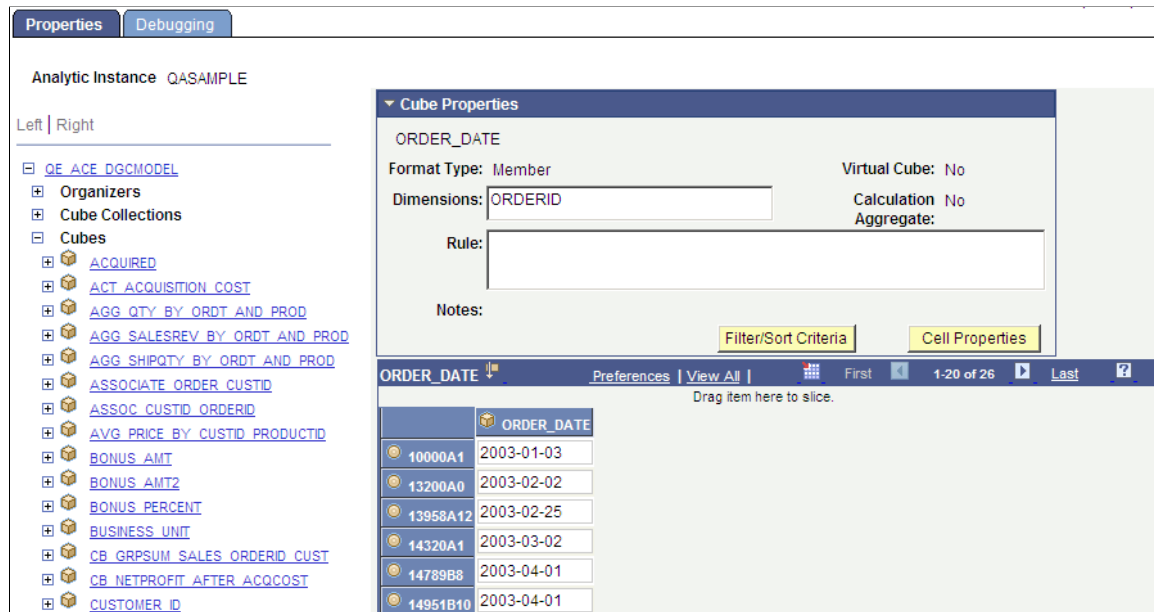 Properties Debugging
Analytic Instance QASAMPLE
Left | Right
QE_ACE_DGCMODEL
Organizers
Cube Collections
Cubes
ACQUIRED
ACT_ACQUISITION_COST
AGG_QTY_BY_ORDT_AND_PROD
AGG_SALESREV_BY_ORDT_AND_PROD
AGG_SHIPQTY_BY_ORDT_AND_PROD
ASSOCIATE_ORDER_CUSTID
ASSOC_CUSTID_ORDERID
AVG_PRICE_BY_CUSTID_PRODUCTID
BONUS_AMT
BONUS_AMT2
BONUS_PERCENT
BUSINESS_UNIT
CB_GRPSUM_SALES_ORDERID_CUST
CB_NETPROFIT_AFTER_ACQCOST
CUSTOMER_ID
Cube Properties
ORDER_DATE
Format Type: Member Virtual Cube: No
Dimensions: ORDERID Calculation No
Aggregate:
Rule:
Notes:
Filter/Sort Criteria Cell Properties
ORDER_DATE Preferences | View All | First 1-20 of 26 Last ?
Drag item here to slice.
ORDER_DATE
10000A1 2003-01-03
13200A0 2003-02-02
13958A12 2003-02-25
14320A1 2003-03-02
14789B8 2003-04-01
14951B10 2003-04-01